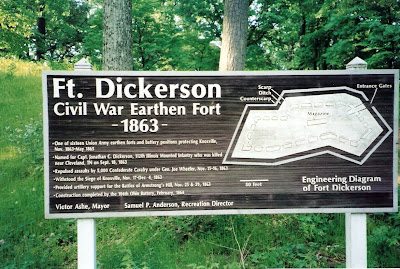 Ft. Dickerson
Civil War Earthen Fort
-1863-
-One of sixteen Union Army earthen forts and battery positions protecting Knoxville,
Nov. 1863-May 1865
-Named for Capt. Jonathan C. Dickerson, 112th Illinois Mounted Infantry who was killed
near Cleveland, TN on Sept. 18, 1863
-Repulsed assaults by 8,000 Confederate Cavalry under Gen. Joe Wheeler, Nov. 15-16, 1863
-Withstood the Siege of Knoxville, Nov. 17-Dec. 4, 1863
-Provided artillery support for the Battles of Armstrong's Hill, Nov. 25 & 29, 1863
-Construction completed by the 104th Ohio Battery, February, 1864
Victor Ashe, Mayor Samuel P. Anderson, Recreation Director
Scarp
Ditch
Counterscarp
Entrance
Gates
Magazine
Feet
Engineering Diagram
of Fort Dickerson